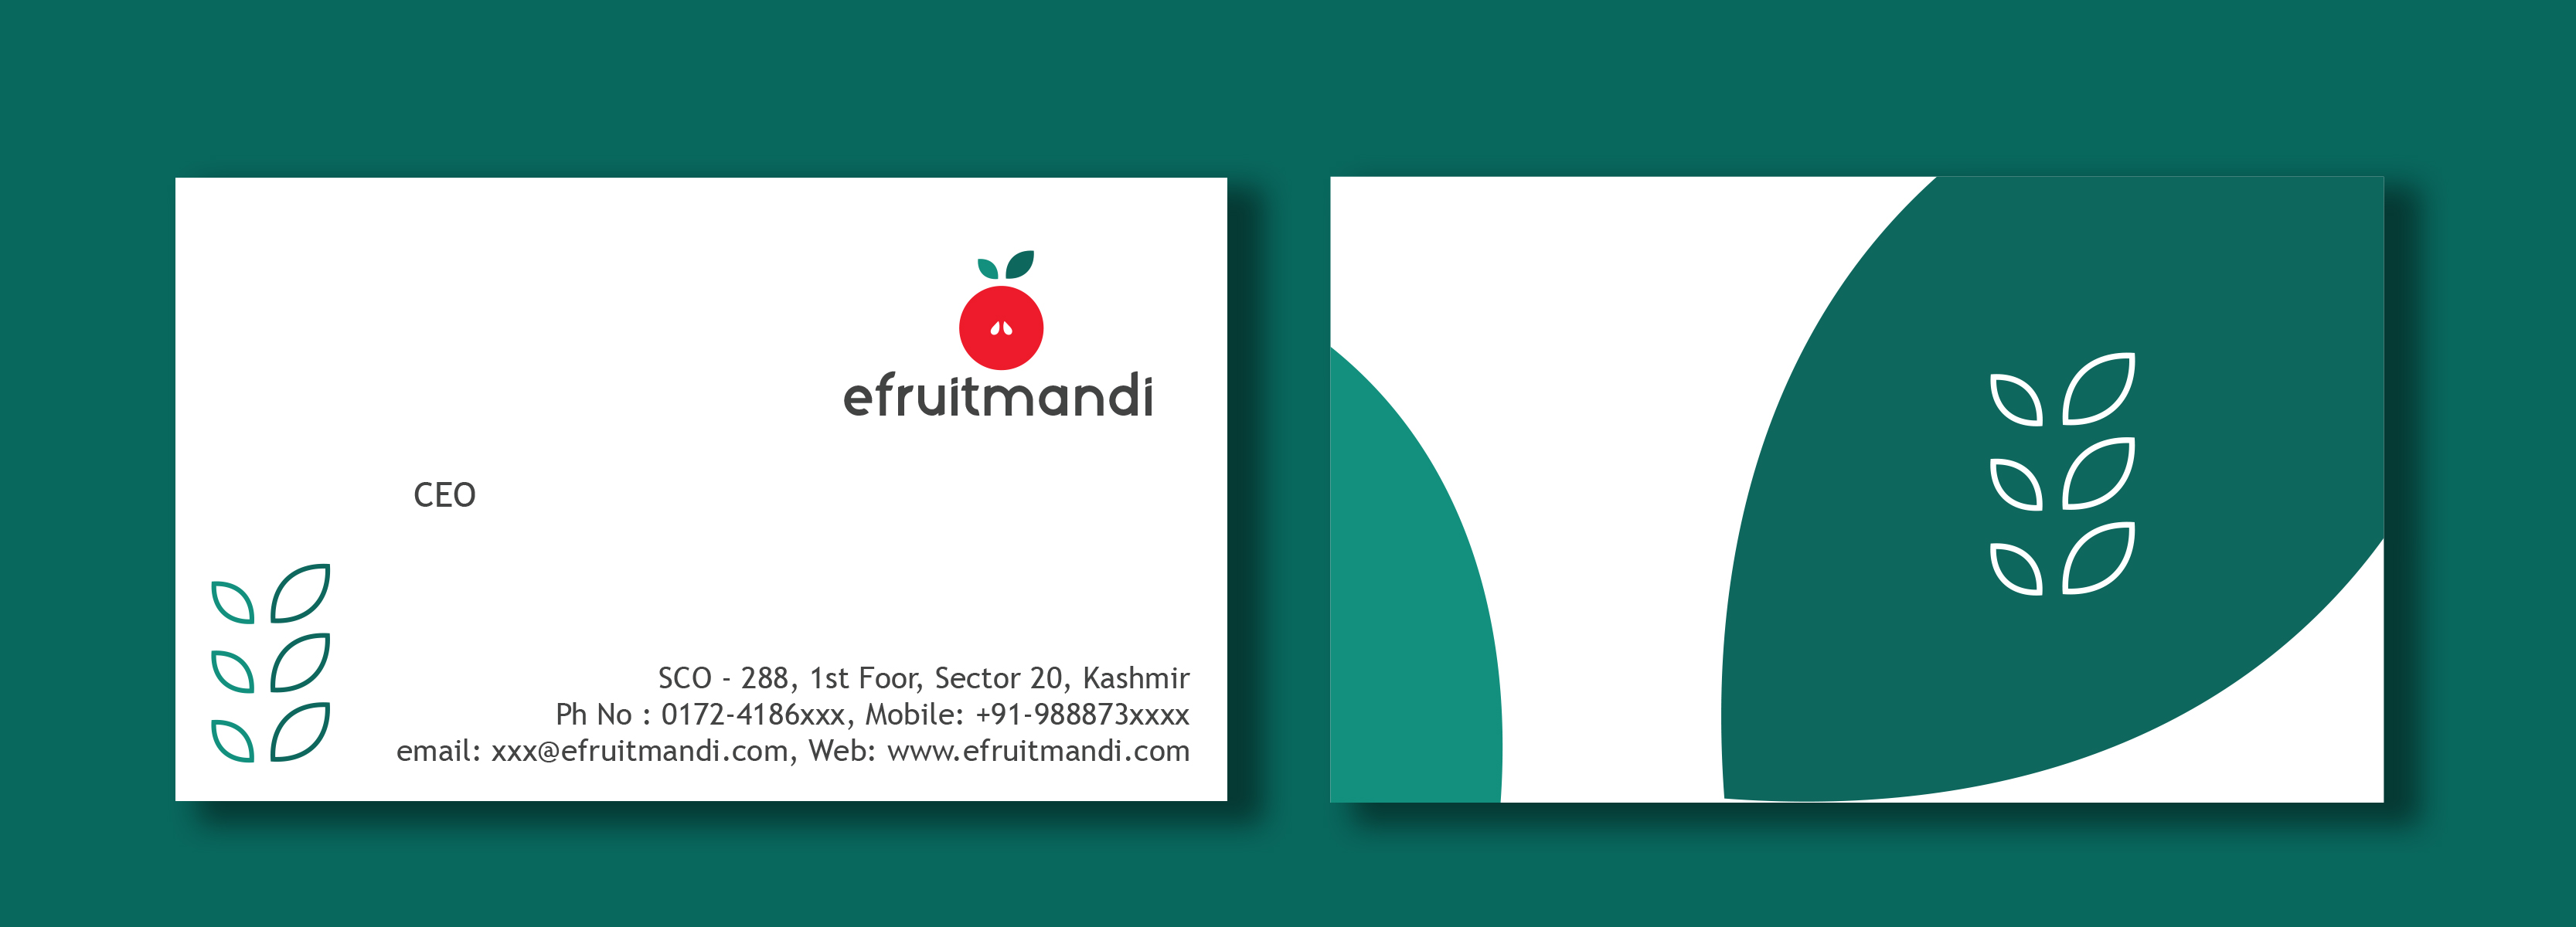 efruitmandi
CEO
SCO - 288, 1st Foor, Sector 20, Kashmir
Ph No : 0172-4186xxx, Mobile: +91-988873xxxx
email: xxx@efruitmandi.com, Web: www.efruitmandi.com